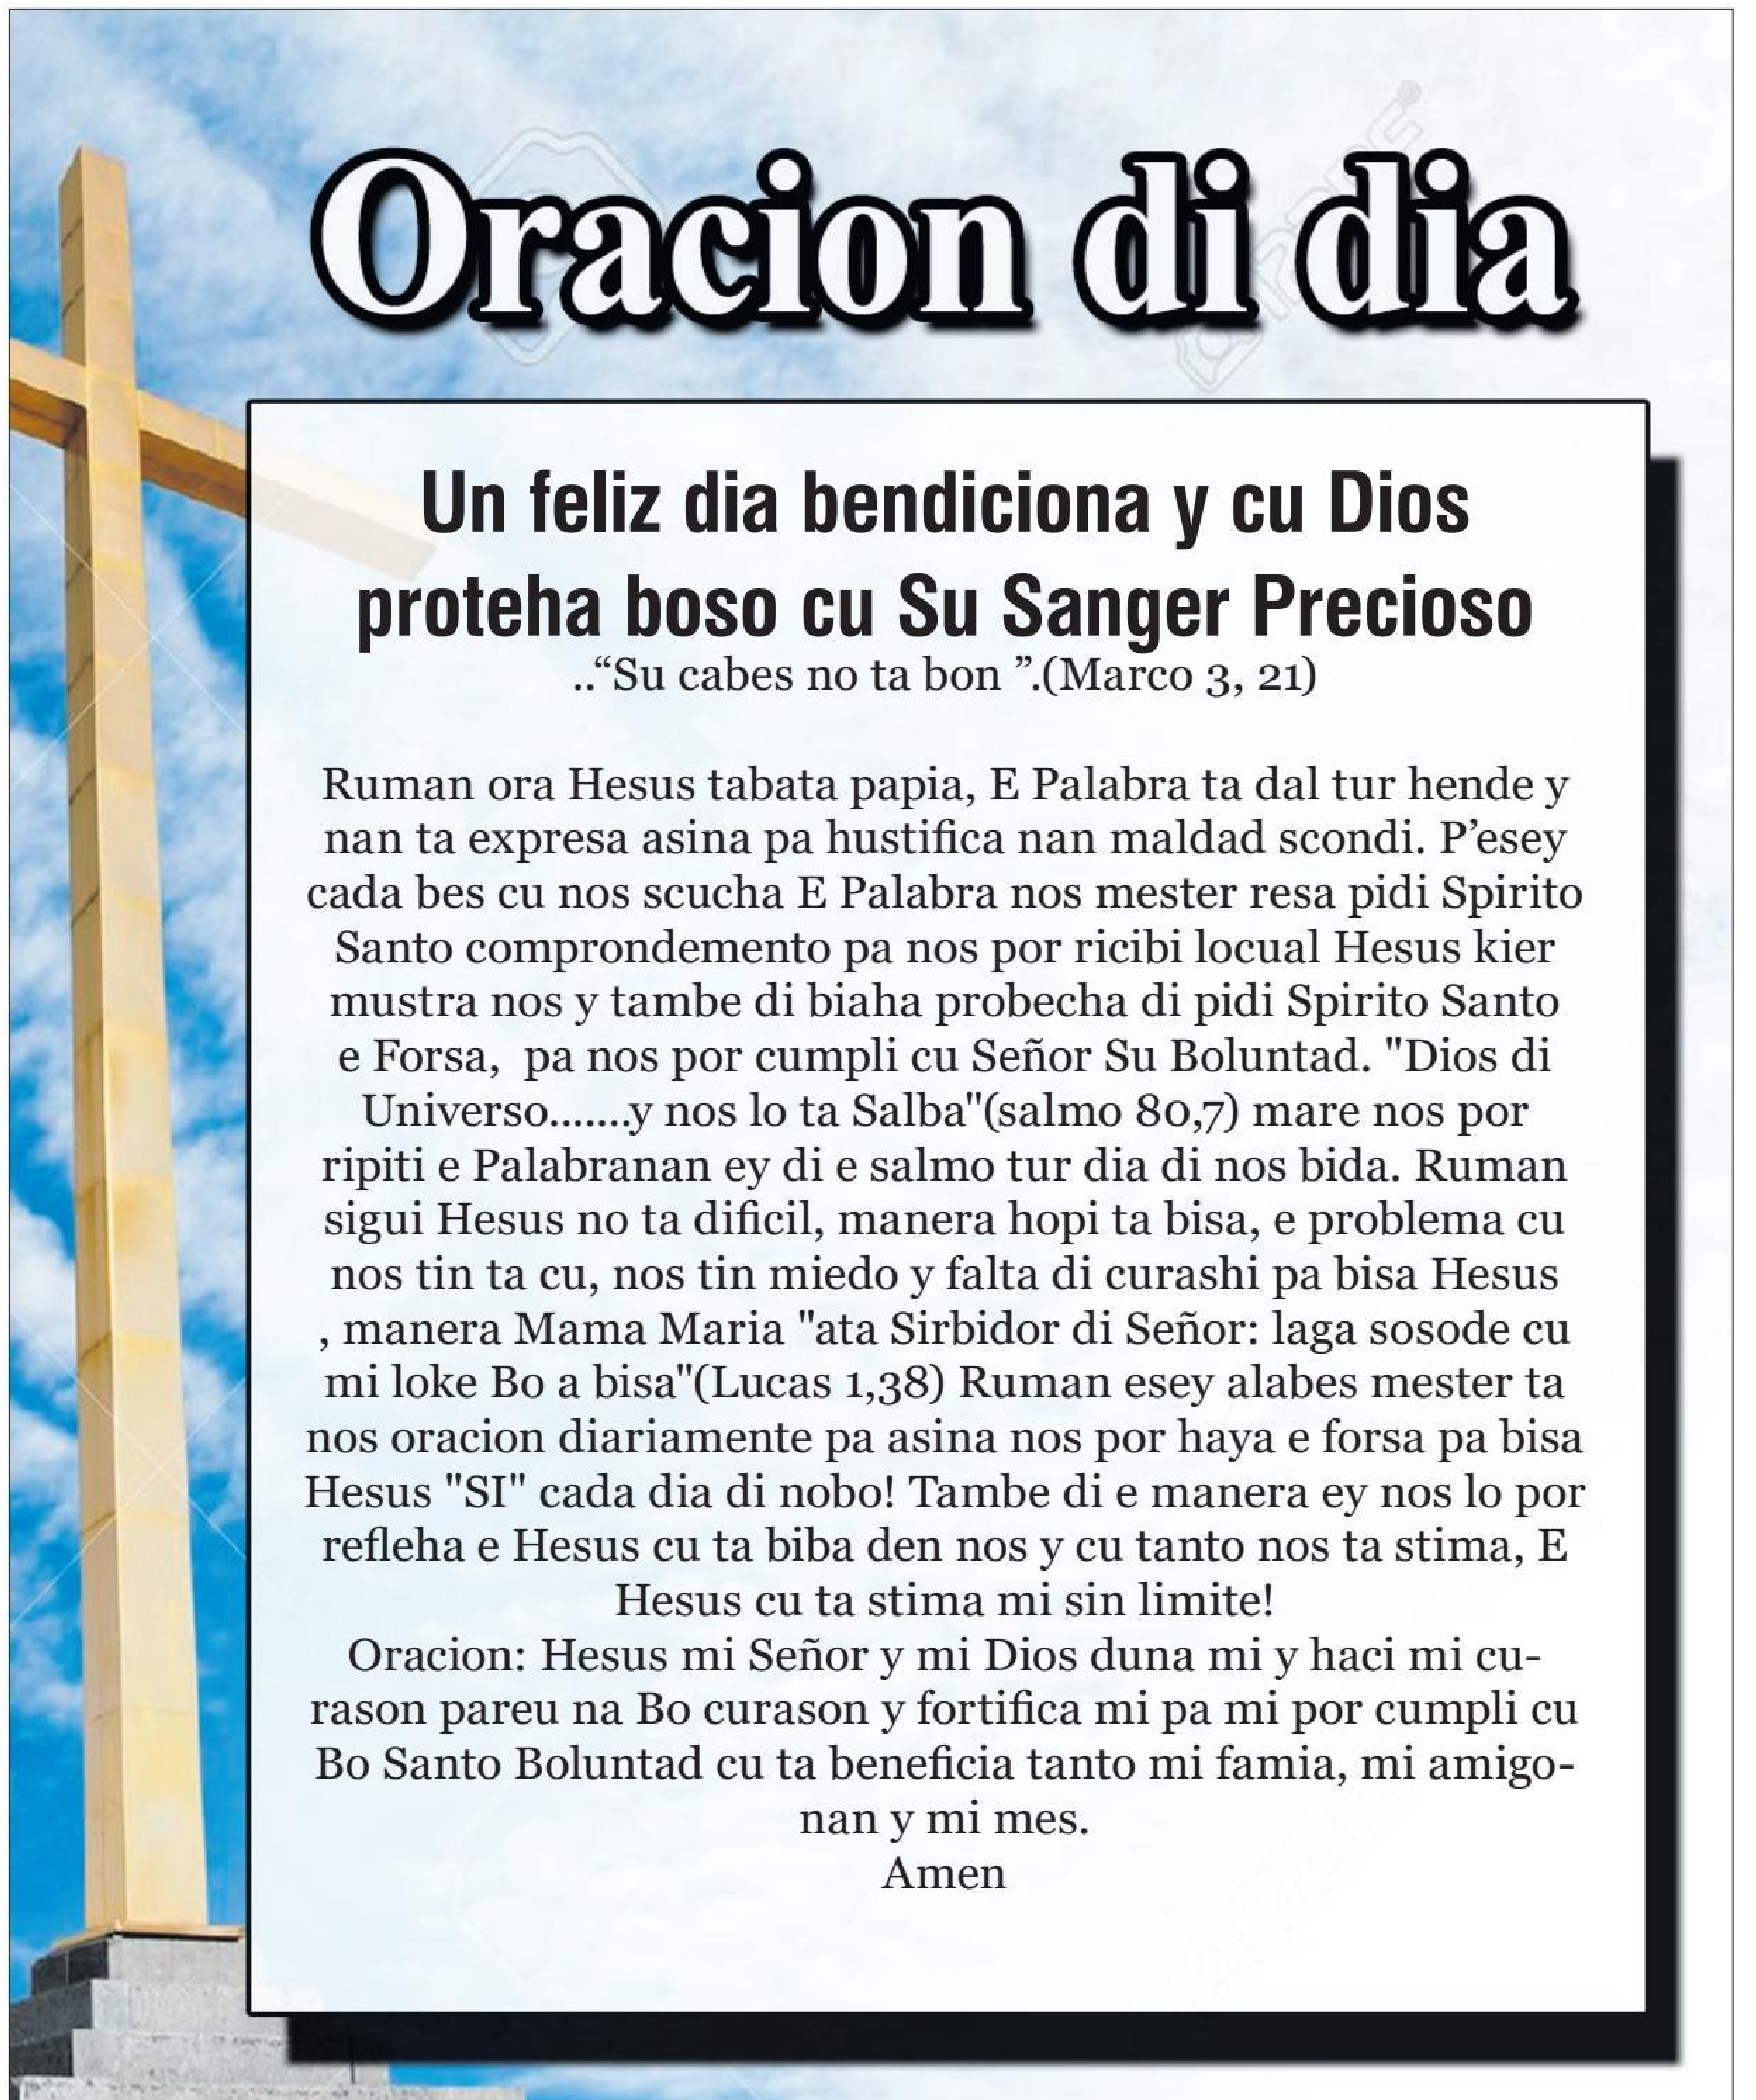 Oracion di dia
Un feliz dia bendiciona y cu Dios
proteha boso cu Su Sanger Precioso
..“Su cabes no ta bon ”.(Marco 3, 21)
Ruman ora Hesus tabata papia, E Palabra ta dal tur hende y
nan ta expresa asina pa hustifica nan maldad scondi. P’esey
cada bes cu nos scucha E Palabra nos mester resa pidi Spirito
Santo comprondemento pa nos por ricibi locual Hesus kier
mustra nos y tambe di biaha probecha di pidi Spirito Santo
e Forsa,  pa nos por cumpli cu Señor Su Boluntad. "Dios di
Universo.......y nos lo ta Salba"(salmo 80,7) mare nos por
ripiti e Palabranan ey di e salmo tur dia di nos bida. Ruman
sigui Hesus no ta dificil, manera hopi ta bisa, e problema cu
nos tin ta cu, nos tin miedo y falta di curashi pa bisa Hesus
, manera Mama Maria "ata Sirbidor di Señor: laga sosode cu
mi loke Bo a bisa"(Lucas 1,38) Ruman esey alabes mester ta
nos oracion diariamente pa asina nos por haya e forsa pa bisa
Hesus "SI" cada dia di nobo! Tambe di e manera ey nos lo por
refleha e Hesus cu ta biba den nos y cu tanto nos ta stima, E
Hesus cu ta stima mi sin limite!
Oracion: Hesus mi Señor y mi Dios duna mi y haci mi cu-
rason pareu na Bo curason y fortifica mi pa mi por cumpli cu
Bo Santo Boluntad cu ta beneficia tanto mi famia, mi amigo-
nan y mi mes.
Amen